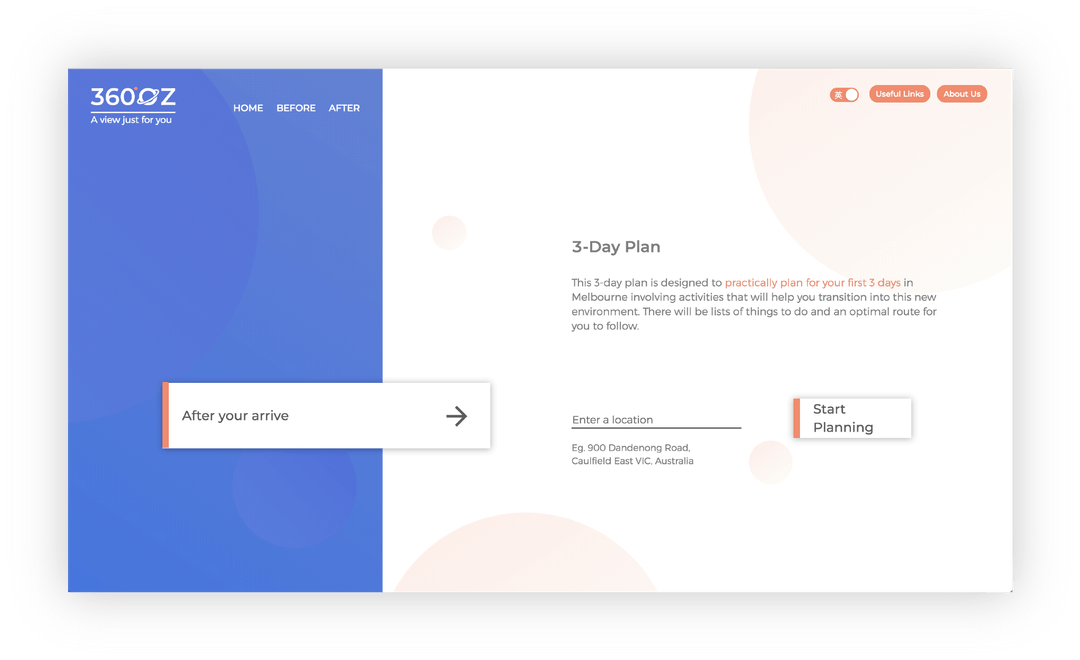 360°OZ
A view just for you
HOME BEFORE AFTER
英
Useful Links
About Us
3-Day Plan
This 3-day plan is designed to practically plan for your first 3 days in
Melbourne involving activities that will help you transition into this new
environment. There will be lists of things to do and an optimal route for
you to follow.
After your arrive
Enter a location
Eg. 900 Dandenong Road,
Caulfield East VIC, Australia
Start
Planning